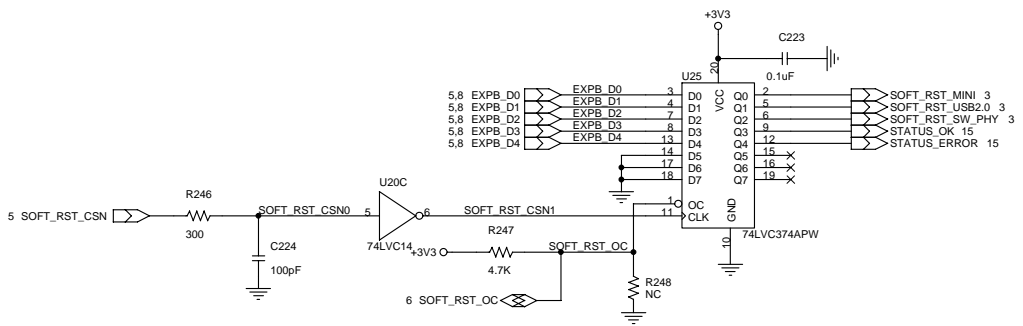 +3V3
C223
0.1uF
U25
20
VCC
5,8 EXPB_D0 EXPB_D0 3 D0 Q0 2 SOFT_RST_MINI 3
5,8 EXPB_D1 EXPB_D1 4 D1 Q1 5 SOFT_RST_USB2.0 3
5,8 EXPB_D2 EXPB_D2 7 D2 Q2 6 SOFT_RST_SW_PHY 3
5,8 EXPB_D3 EXPB_D3 8 D3 Q3 9 STATUS_OK 15
5,8 EXPB_D4 EXPB_D4 13 D4 Q4 12 STATUS_ERROR 15
14 D5 Q5 15
17 D6 Q6 16
18 D7 Q7 19
R246
U20C
1 OC
GND
5 SOFT_RST_CSN SOFT_RST_CSN0 5 6 SOFT_RST_CSN1 11 CLK
300
74LVC14
R247
10
74LVC374APW
C224
100pF
+3V3
SOFT_RST_OC
4.7K
R248
NC
6 SOFT_RST_OC